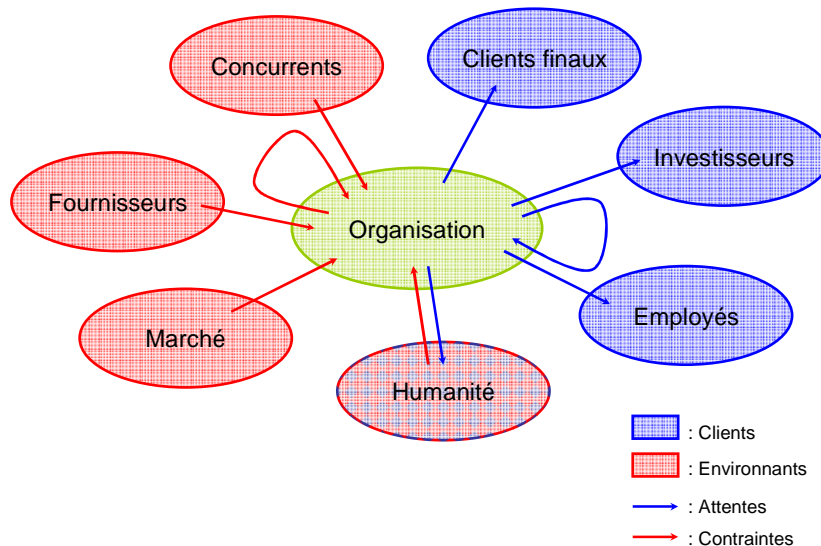 Clients finaux
Concurrents
Investisseurs
Fournisseurs
Organisation
Employés
Marché
Humanité
: Clients
: Environnants
: Attentes
: Contraintes